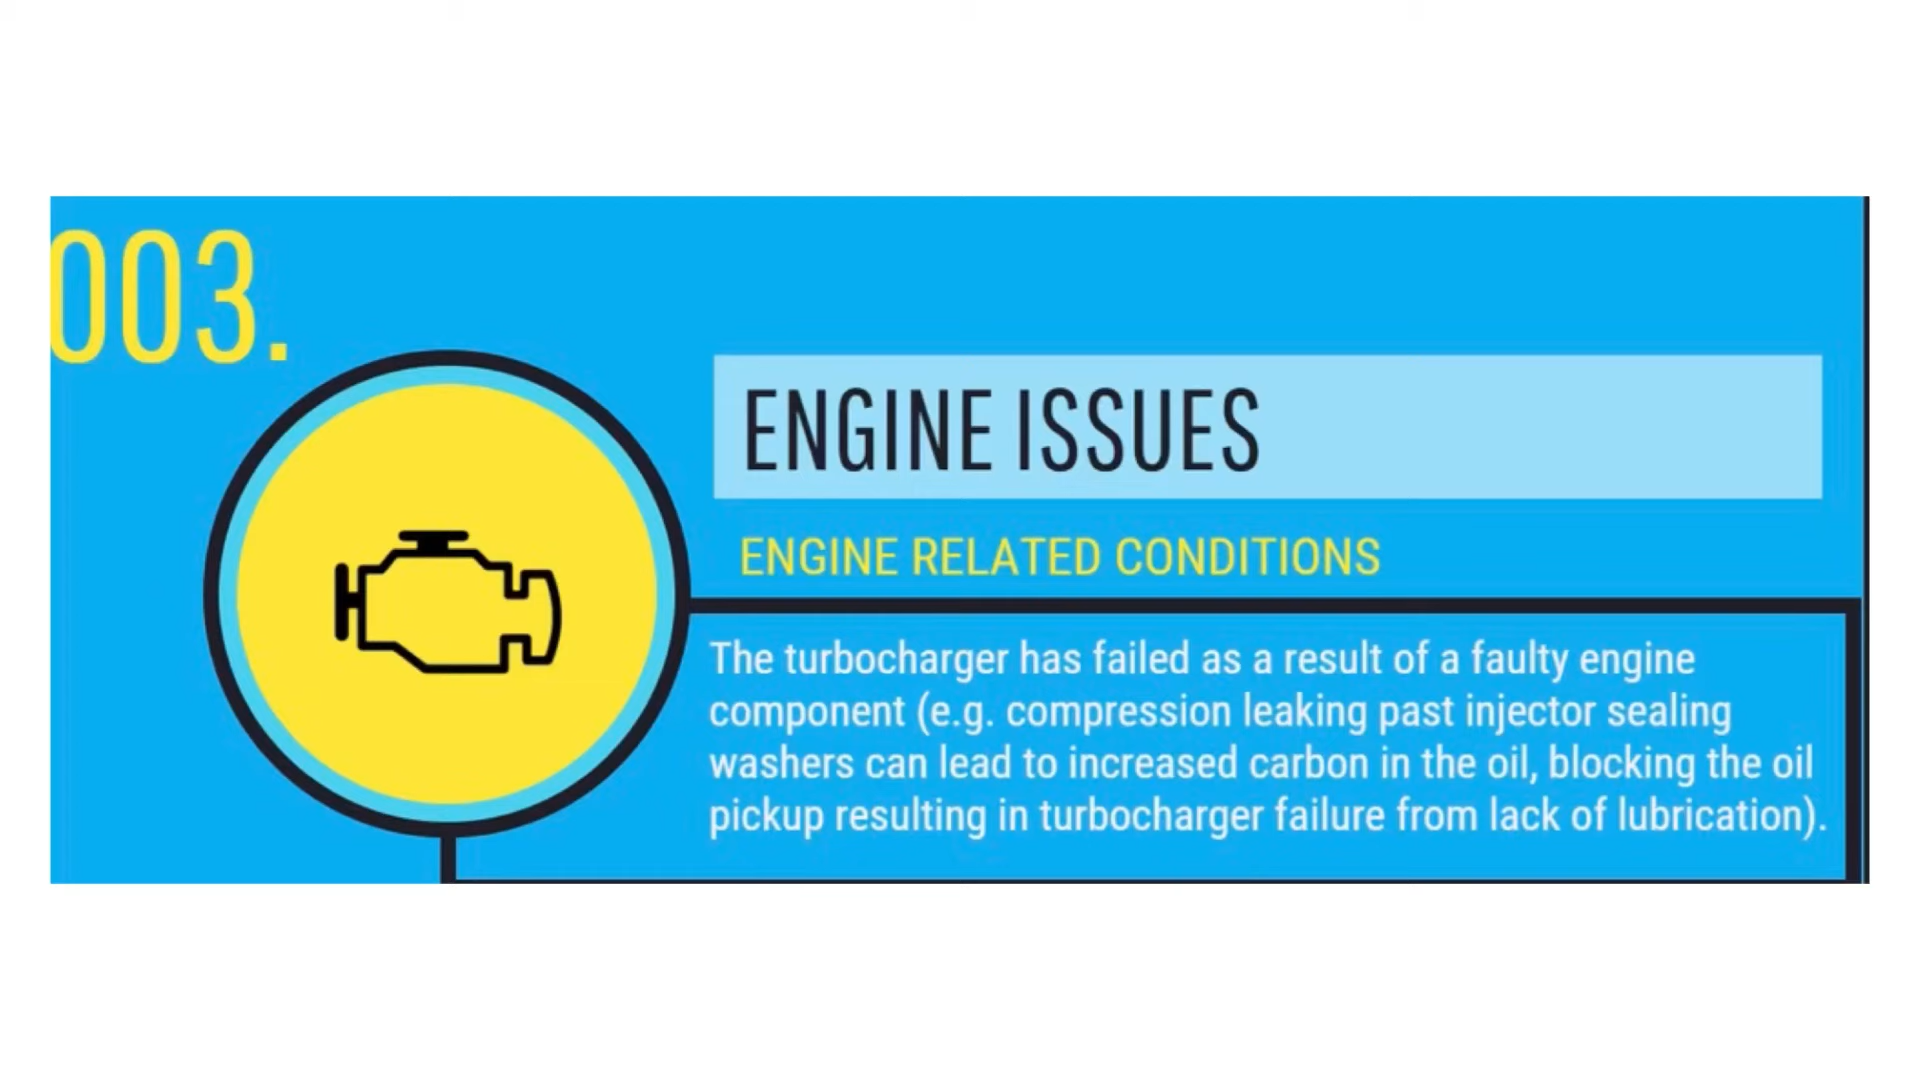 003.
ENGINE ISSUES
ENGINE RELATED CONDITIONS
The turbocharger has failed as a result of a faulty engine
component (e.g. compression leaking past injector sealing
washers can lead to increased carbon in the oil, blocking the oil
pickup resulting in turbocharger failure from lack of lubrication).